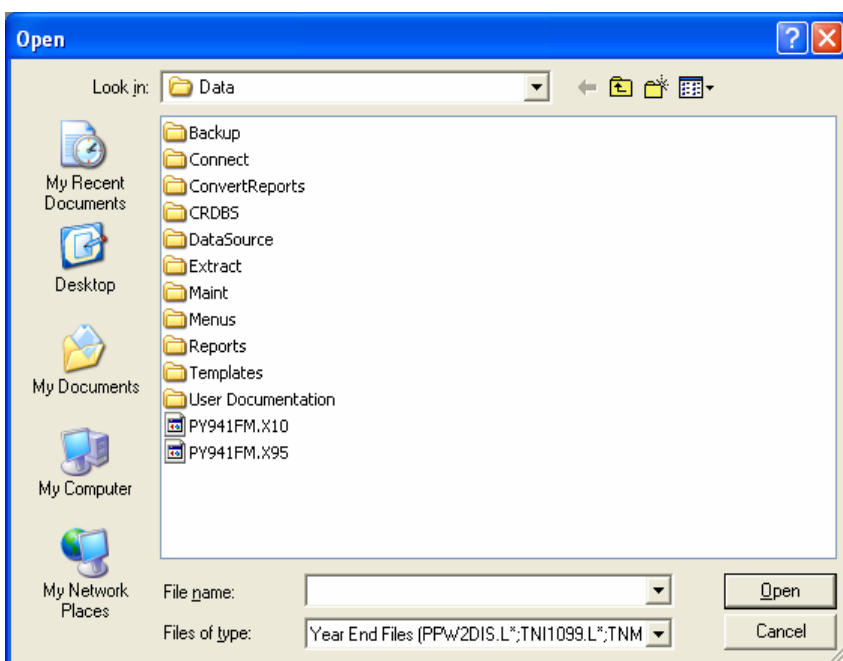 Open
Look in: Data
Backup
Connect
ConvertReports
CRDBS
DataSource
Extract
Maint
Menus
Reports
Templates
User Documentation
PY941FM.X10
PY941FM.X95
My Recent
Documents
Desktop
My Documents
My Computer
My Network
Places
File name:
Open
Files of type: Year End Files (PPW2DIS.L*;TNI1099.L*;TNM
Cancel